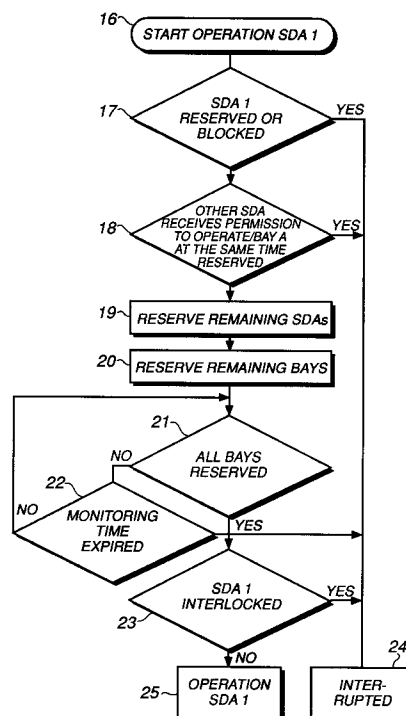 16
START OPERATION SDA 1
17
SDA 1
RESERVED OR
BLOCKED
YES
18
OTHER SDA
RECEIVES PERMISSION
TO OPERATE/BAY A
AT THE SAME TIME
RESERVED
YES
19
RESERVE REMAINING SDAs
20
RESERVE REMAINING BAYS
21
NO
ALL BAYS
RESERVED
22
NO
MONITORING
TIME
EXPIRED
YES
SDA 1
INTERLOCKED
YES
23
NO
24
25
OPERATION
SDA 1
INTER-
RUPTED